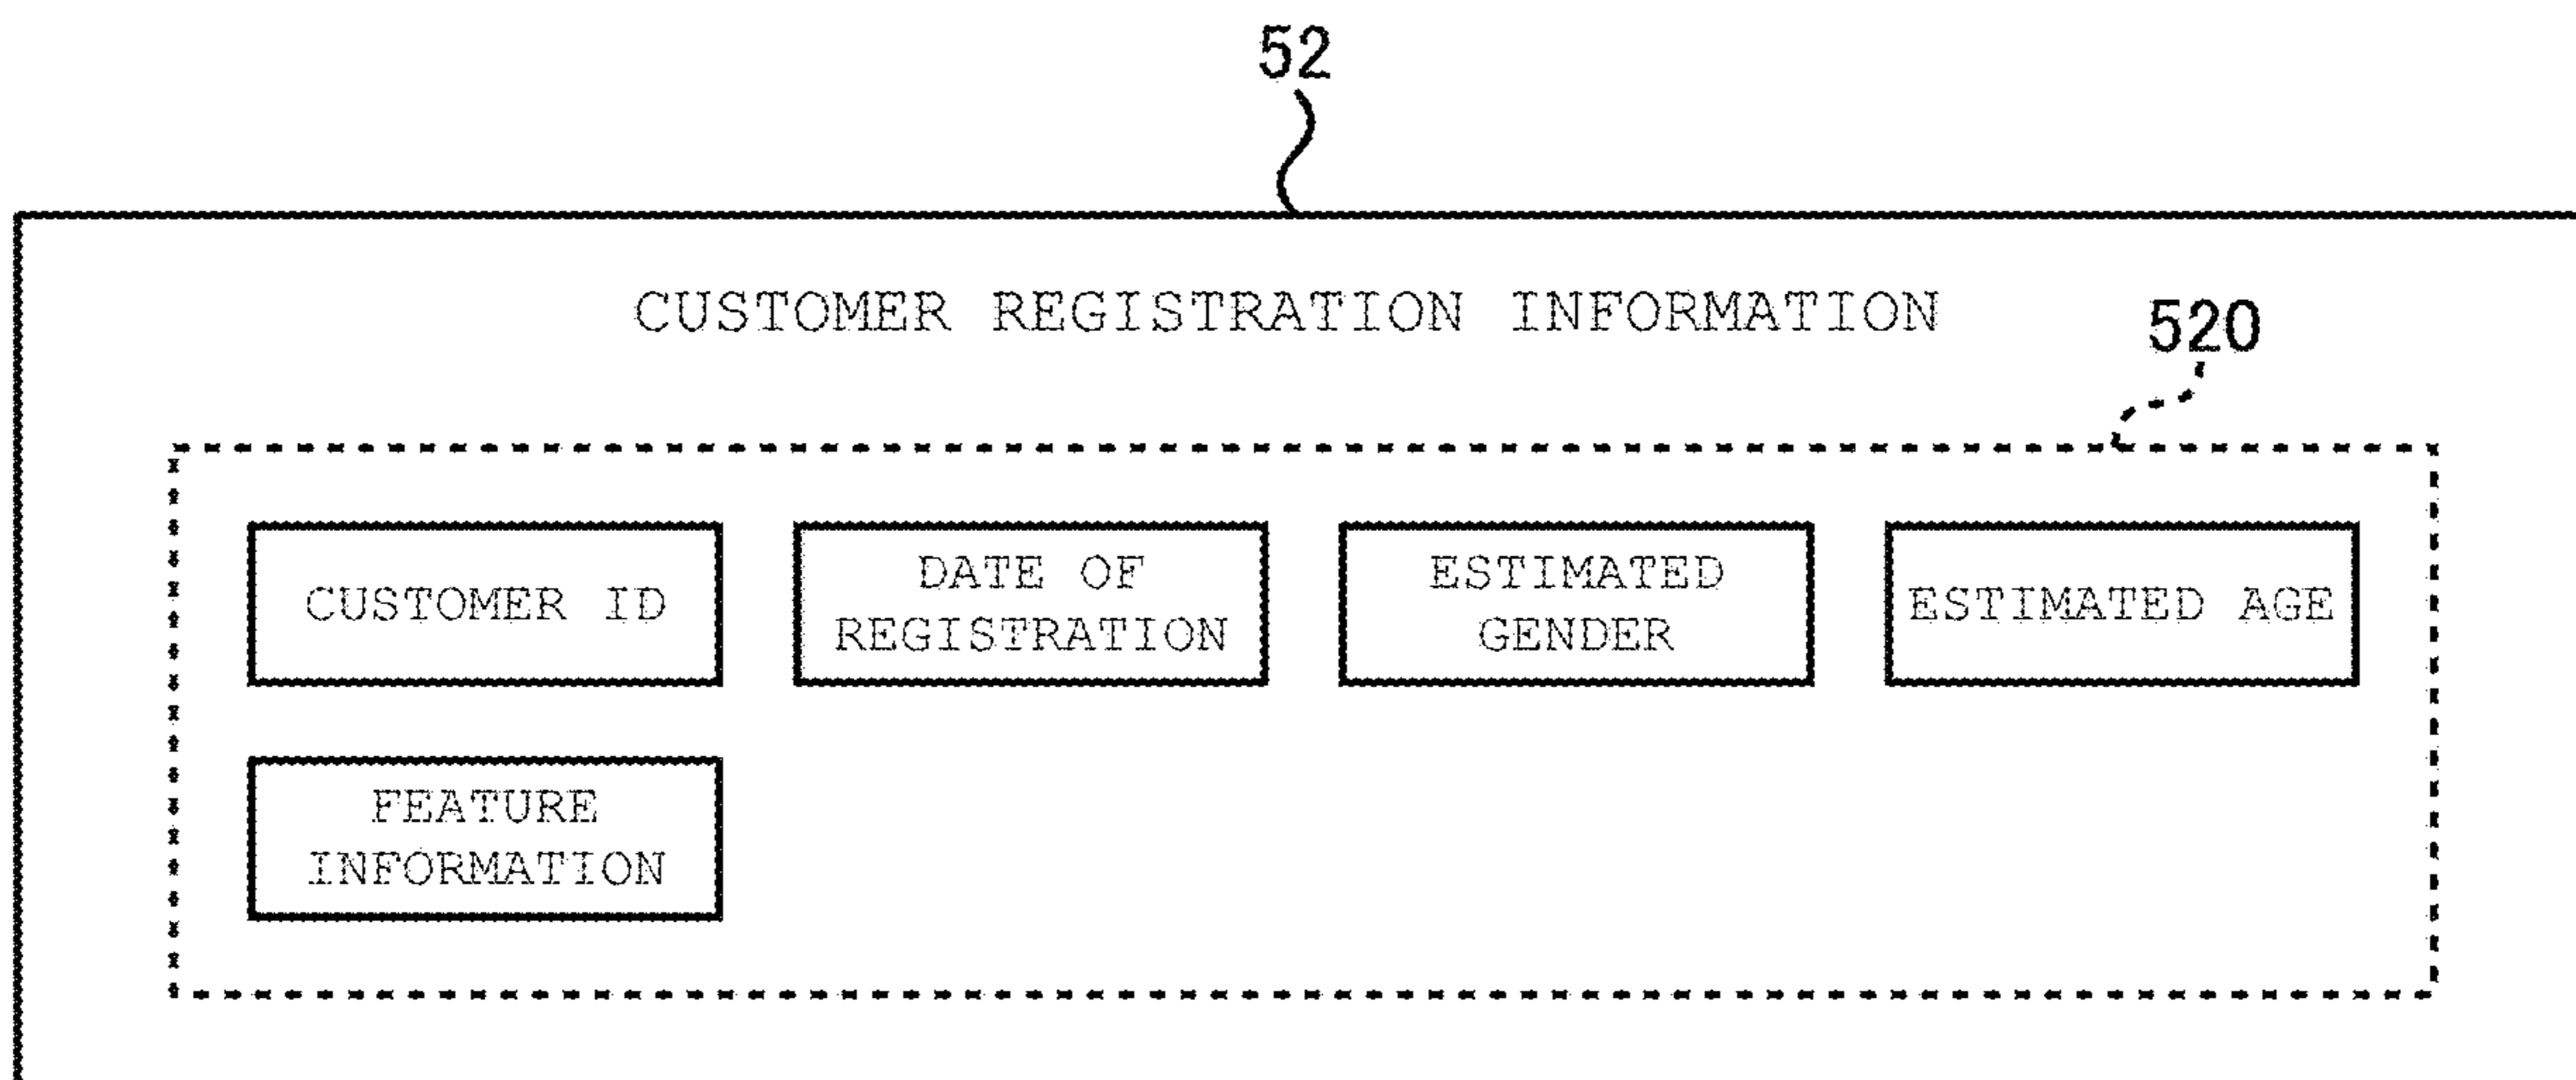 52
CUSTOMER REGISTRATION INFORMATION
520
CUSTOMER ID
DATE OF
REGISTRATION
ESTIMATED
GENDER
ESTIMATED AGE
FEATURE
INFORMATION